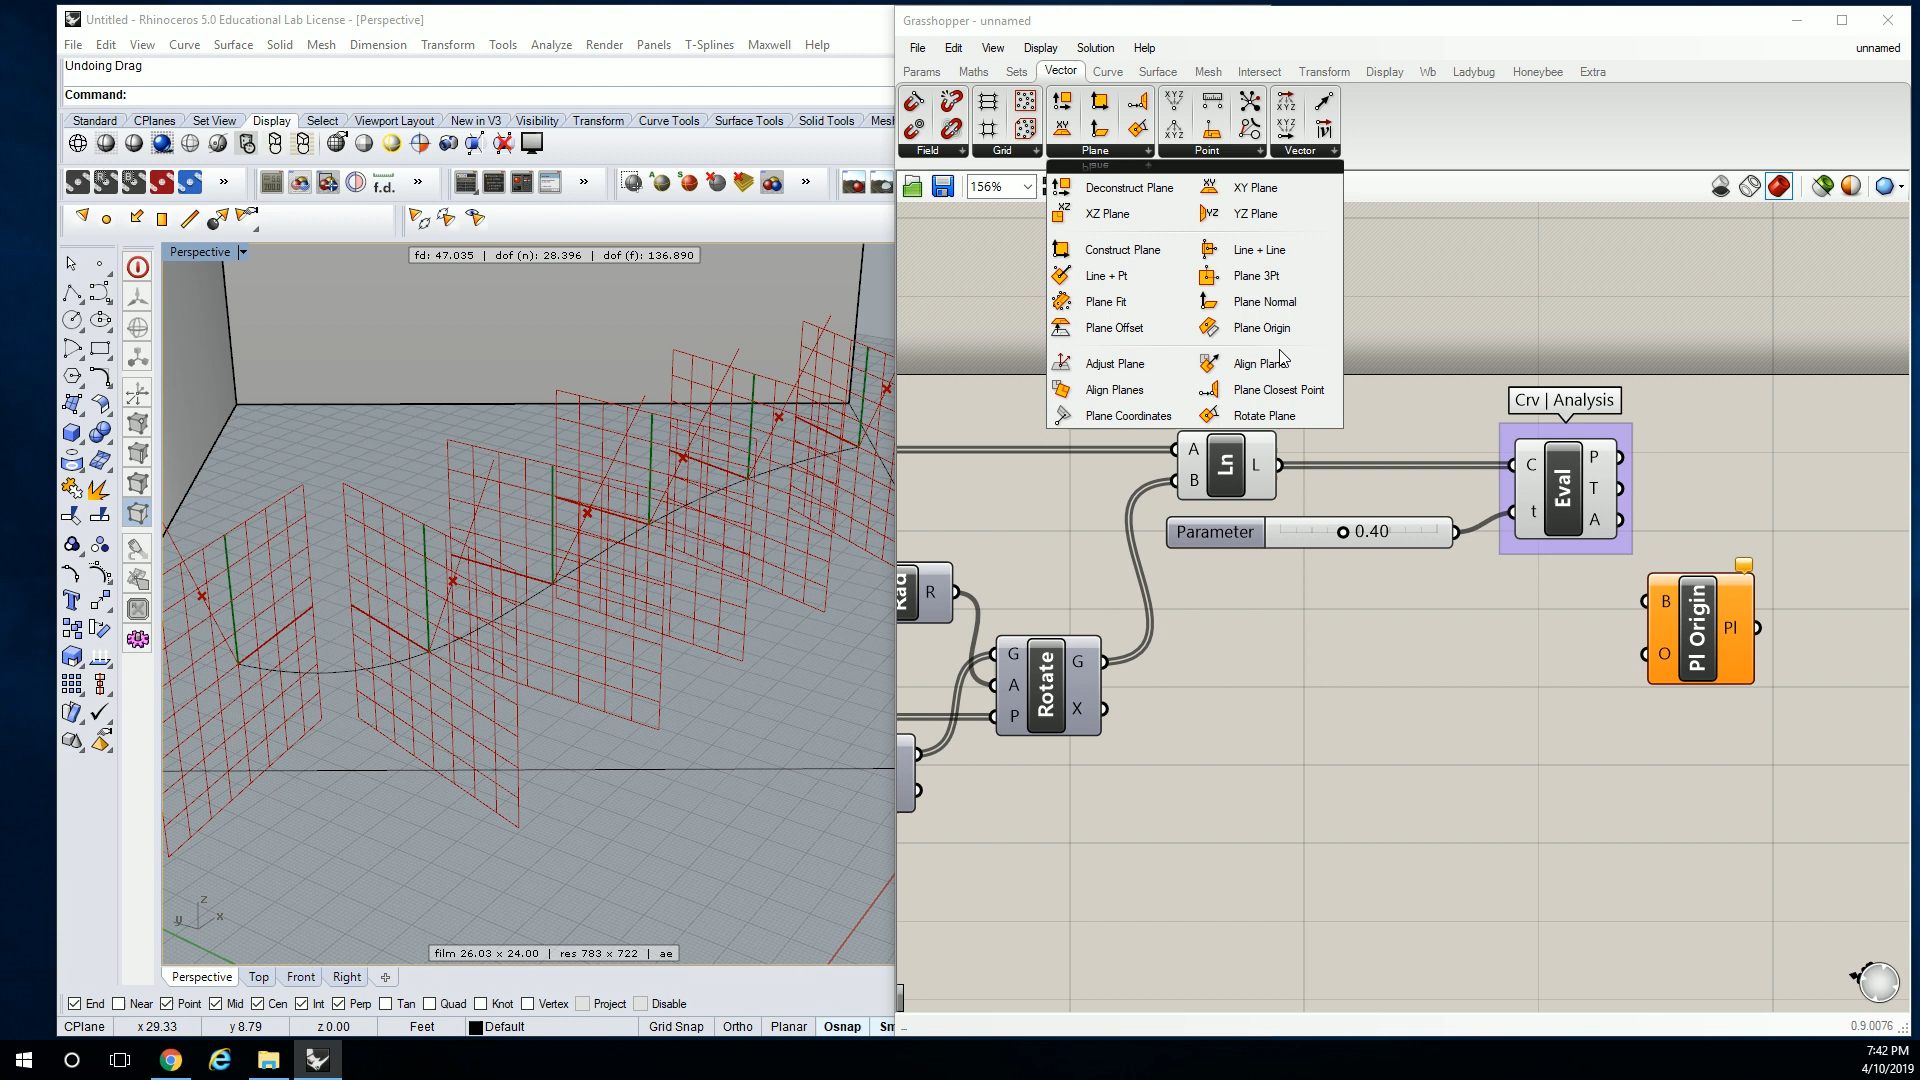 Untitled - Rhinoceros 5.0 Educational Lab License - [Perspective]
File Edit View Curve Surface Solid Mesh Dimension Transform Tools Analyze Render Panels T-Splines Maxwell Help
Undoing Drag
Command:
Standard CPlanes Set View Display Select Viewport Layout New in V3 Visibility Transform Curve Tools Surface Tools Solid Tools Mesh
f.d.
Perspective
fd: 47.035 | dof (n): 28.396 | dof (f): 136.890
z
y x
film 26.03 x 24.00 | res 783 x 722 | ae
Perspective Top Front Right
End Near Point Mid Cen Int Perp Tan Quad Knot Vertex Project Disable
CPlane x 29.33 y 8.79 z 0.00 Feet Default Grid Snap Ortho Planar Osnap Sm
Grasshopper - unnamed
File Edit View Display Solution Help unnamed
Params Maths Sets Vector Curve Surface Mesh Intersect Transform Display Wb Ladybug Honeybee Extra
Field Grid Plane Point Vector
156%
Deconstruct Plane XY Plane
XZ Plane YZ Plane
Construct Plane Line + Line
Line + Pt Plane 3Pt
Plane Fit Plane Normal
Plane Offset Plane Origin
Adjust Plane Align Plane
Align Planes Plane Closest Point
Plane Coordinates Rotate Plane
Crv | Analysis
A B Ln L
C t Eval P T A
Parameter 0.40
Rad R
G A P Rotate G X
B O Pl Origin Pl
0.9.0076
7:42 PM
4/10/2019